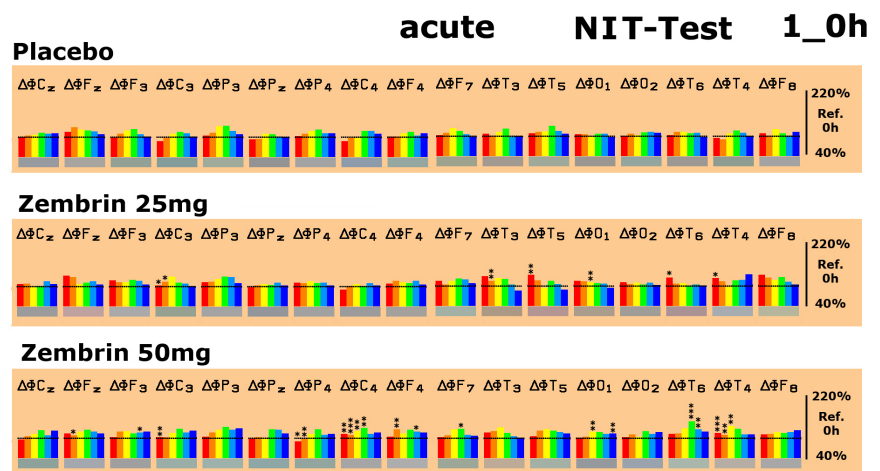 acute NIT-Test 1_0h
Placebo
ΔΦCz ΔΦFz ΔΦF3 ΔΦC3 ΔΦP3 ΔΦPz ΔΦP4 ΔΦC4 ΔΦF4 ΔΦF7 ΔΦT3 ΔΦT5 ΔΦO1 ΔΦO2 ΔΦT6 ΔΦT4 ΔΦF8
220%
Ref.
0h
40%
Zembrin 25mg
ΔΦCz ΔΦFz ΔΦF3 ΔΦC3 ΔΦP3 ΔΦPz ΔΦP4 ΔΦC4 ΔΦF4 ΔΦF7 ΔΦT3 ΔΦT5 ΔΦO1 ΔΦO2 ΔΦT6 ΔΦT4 ΔΦF8
220%
Ref.
0h
40%
Zembrin 50mg
ΔΦCz ΔΦFz ΔΦF3 ΔΦC3 ΔΦP3 ΔΦPz ΔΦP4 ΔΦC4 ΔΦF4 ΔΦF7 ΔΦT3 ΔΦT5 ΔΦO1 ΔΦO2 ΔΦT6 ΔΦT4 ΔΦF8
220%
Ref.
0h
40%